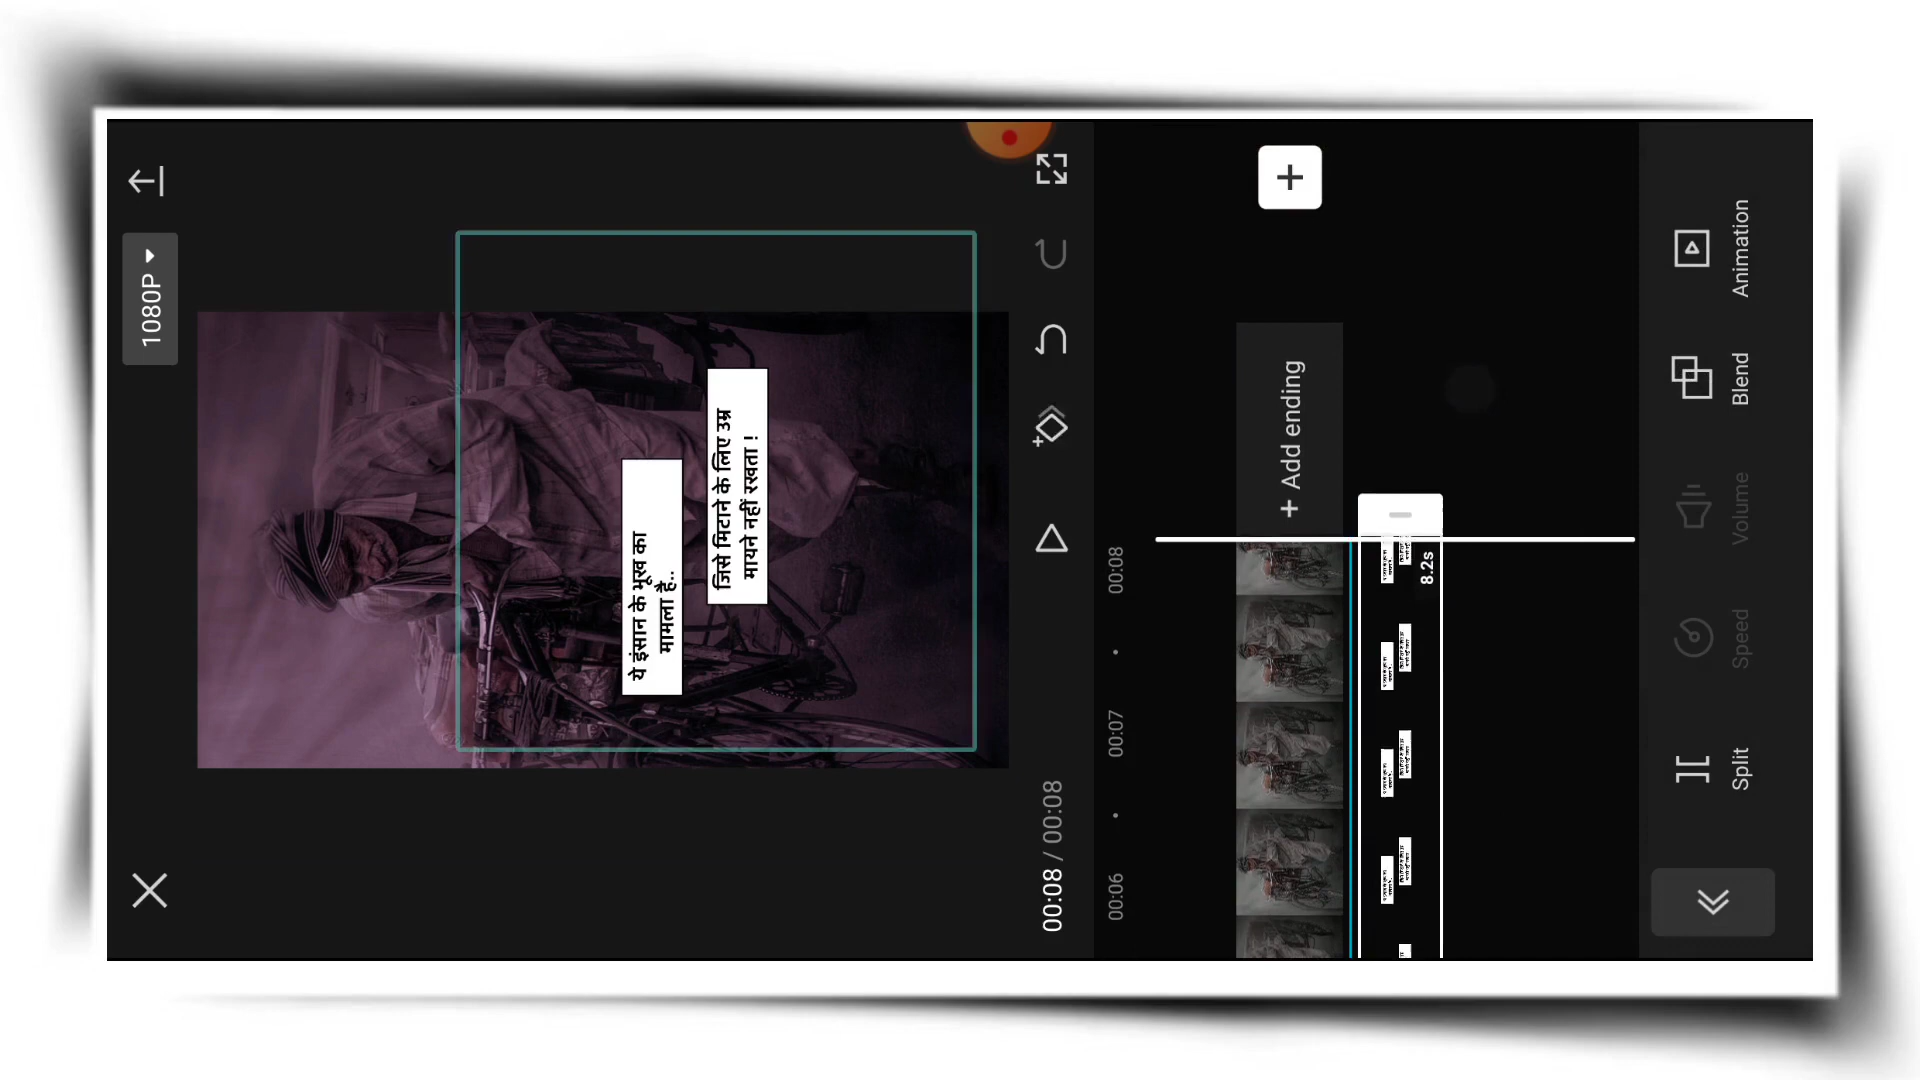 1080P
ये इंसान के भूख का
मामला है..
जिसे मिटाने के लिए उम्र
मायने नहीं रखता !
00:08 / 00:08
00:06
00:07
00:08
+ Add ending
8.2s
Split
Speed
Volume
Blend
Animation